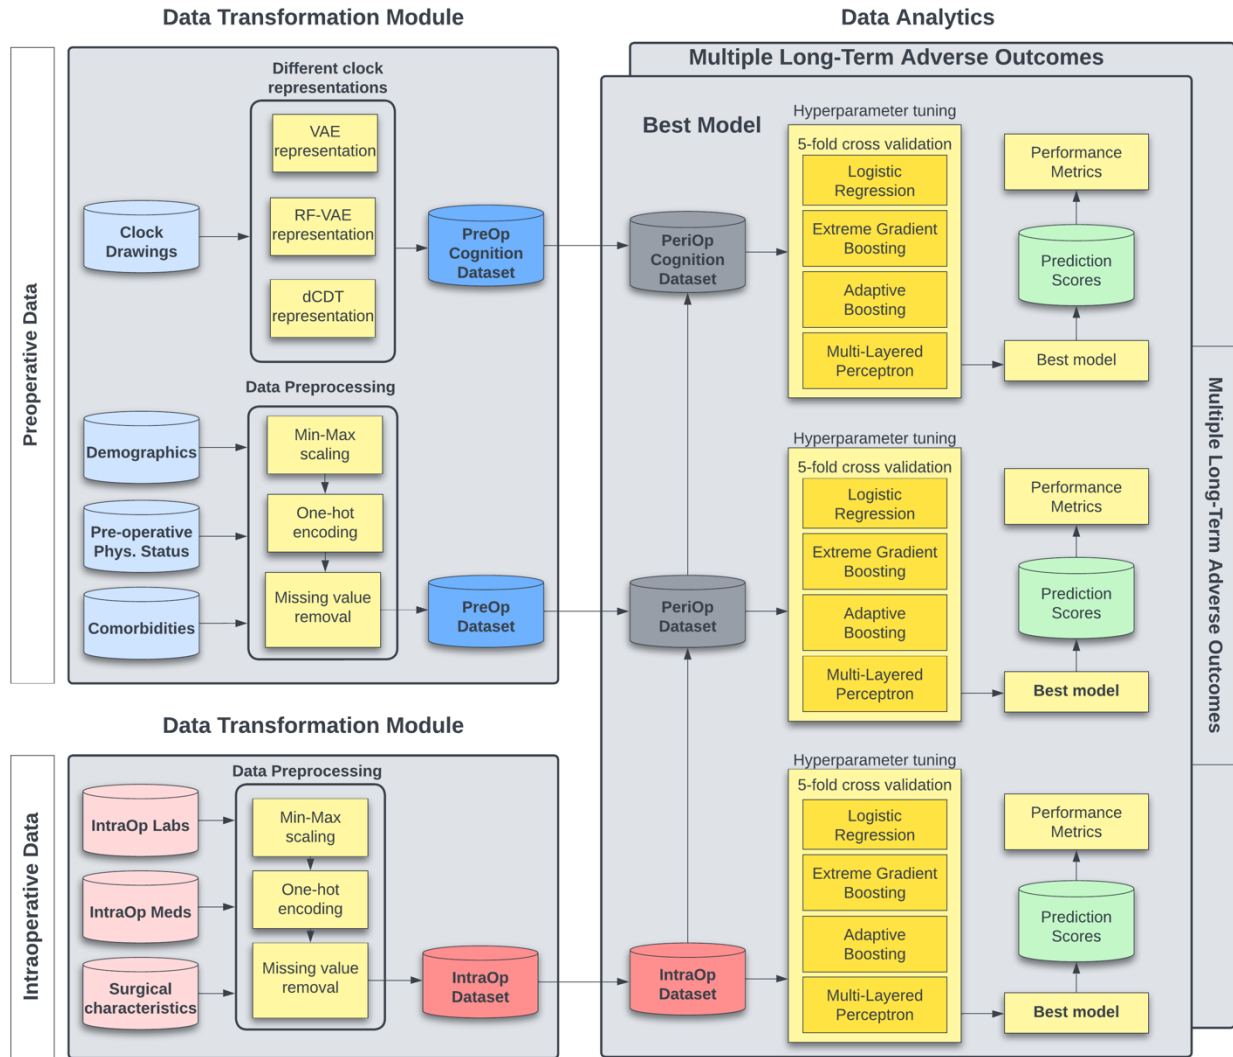 Data Transformation Module
Data Analytics
Preoperative Data
Different clock
representations
VAE
representation
RF-VAE
representation
dCDT
representation
Clock
Drawings
PreOp
Cognition
Dataset
Data Preprocessing
Demographics
Pre-operative
Phys. Status
Comorbidities
Min-Max
scaling
One-hot
encoding
Missing value
removal
PreOp
Dataset
Data Transformation Module
Intraoperative Data
Data Preprocessing
IntraOp Labs
IntraOp Meds
Surgical
characteristics
Min-Max
scaling
One-hot
encoding
Missing value
removal
IntraOp
Dataset
Multiple Long-Term Adverse Outcomes
Multiple Long-Term Adverse Outcomes
Best Model
PeriOp
Cognition
Dataset
Hyperparameter tuning
5-fold cross validation
Logistic
Regression
Extreme Gradient
Boosting
Adaptive
Boosting
Multi-Layered
Perceptron
Performance
Metrics
Prediction
Scores
Best model
PeriOp
Dataset
Hyperparameter tuning
5-fold cross validation
Logistic
Regression
Extreme Gradient
Boosting
Adaptive
Boosting
Multi-Layered
Perceptron
Performance
Metrics
Prediction
Scores
Best model
IntraOp
Dataset
Hyperparameter tuning
5-fold cross validation
Logistic
Regression
Extreme Gradient
Boosting
Adaptive
Boosting
Multi-Layered
Perceptron
Performance
Metrics
Prediction
Scores
Best model